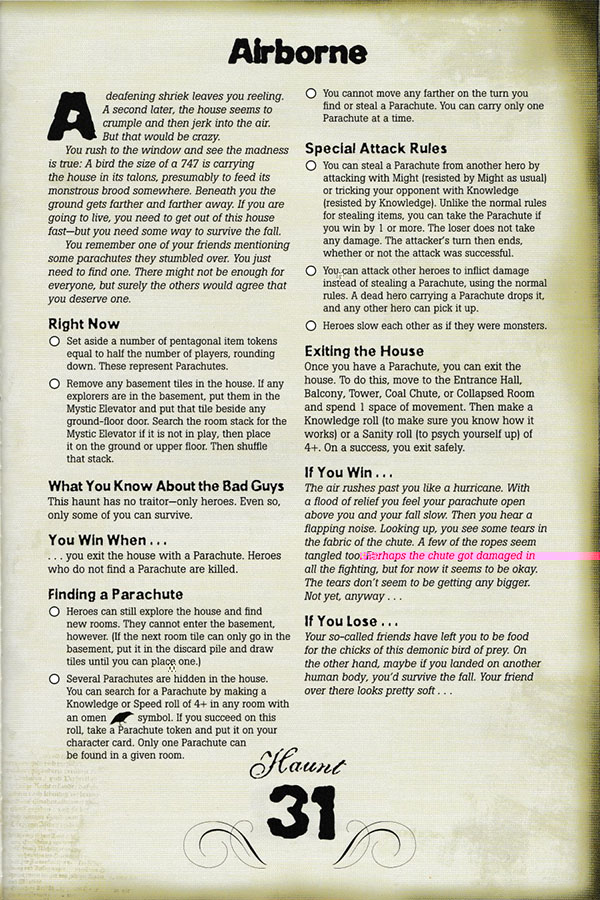 Airborne
A deafening shriek leaves you reeling.
A second later, the house seems to
crumple and then jerk into the air.
But that would be crazy.
You rush to the window and see the madness
is true: A bird the size of a 747 is carrying
the house in its talons, presumably to feed its
monstrous brood somewhere. Beneath you the
ground gets farther and farther away. If you are
going to live, you need to get out of this house
fast—but you need some way to survive the fall.
You remember one of your friends mentioning
some parachutes they stumbled over. You just
need to find one. There might not be enough for
everyone, but surely the others would agree that
you deserve one.
Right Now
Set aside a number of pentagonal item tokens
equal to half the number of players, rounding
down. These represent Parachutes.
Remove any basement tiles in the house. If any
explorers are in the basement, put them in the
Mystic Elevator and put that tile beside any
ground-floor door. Search the room stack for the
Mystic Elevator if it is not in play, then place
it on the ground or upper floor. Then shuffle
that stack.
What You Know About the Bad Guys
This haunt has no traitor—only heroes. Even so,
only some of you can survive.
You Win When . . .
. . . you exit the house with a Parachute. Heroes
who do not find a Parachute are killed.
Finding a Parachute
Heroes can still explore the house and find
new rooms. They cannot enter the basement,
however. (If the next room tile can only go in the
basement, put it in the discard pile and draw
tiles until you can place one.)
Several Parachutes are hidden in the house.
You can search for a Parachute by making a
Knowledge or Speed roll of 4+ in any room with
an omen symbol. If you succeed on this
roll, take a Parachute token and put it on your
character card. Only one Parachute can
be found in a given room.
You cannot move any farther on the turn you
find or steal a Parachute. You can carry only one
Parachute at a time.
Special Attack Rules
You can steal a Parachute from another hero by
attacking with Might (resisted by Might as usual)
or tricking your opponent with Knowledge
(resisted by Knowledge). Unlike the normal rules
for stealing items, you can take the Parachute if
you win by 1 or more. The loser does not take
any damage. The attacker's turn then ends,
whether or not the attack was successful.
You can attack other heroes to inflict damage
instead of stealing a Parachute, using the normal
rules. A dead hero carrying a Parachute drops it,
and any other hero can pick it up.
Heroes slow each other as if they were monsters.
Exiting the House
Once you have a Parachute, you can exit the
house. To do this, move to the Entrance Hall,
Balcony, Tower, Coal Chute, or Collapsed Room
and spend 1 space of movement. Then make a
Knowledge roll (to make sure you know how it
works) or a Sanity roll (to psych yourself up) of
4+. On a success, you exit safely.
If You Win . . .
The air rushes past you like a hurricane. With
a flood of relief you feel your parachute open
above you and your fall slow. Then you hear a
flapping noise. Looking up, you see some tears in
the fabric of the chute. A few of the ropes seem
tangled too. Perhaps the chute got damaged in
all the fighting, but for now it seems to be okay.
The tears don't seem to be getting any bigger.
Not yet, anyway . . .
If You Lose . . .
Your so-called friends have left you to be food
for the chicks of this demonic bird of prey. On
the other hand, maybe if you landed on another
human body, you'd survive the fall. Your friend
over there looks pretty soft . . .
Haunt
31